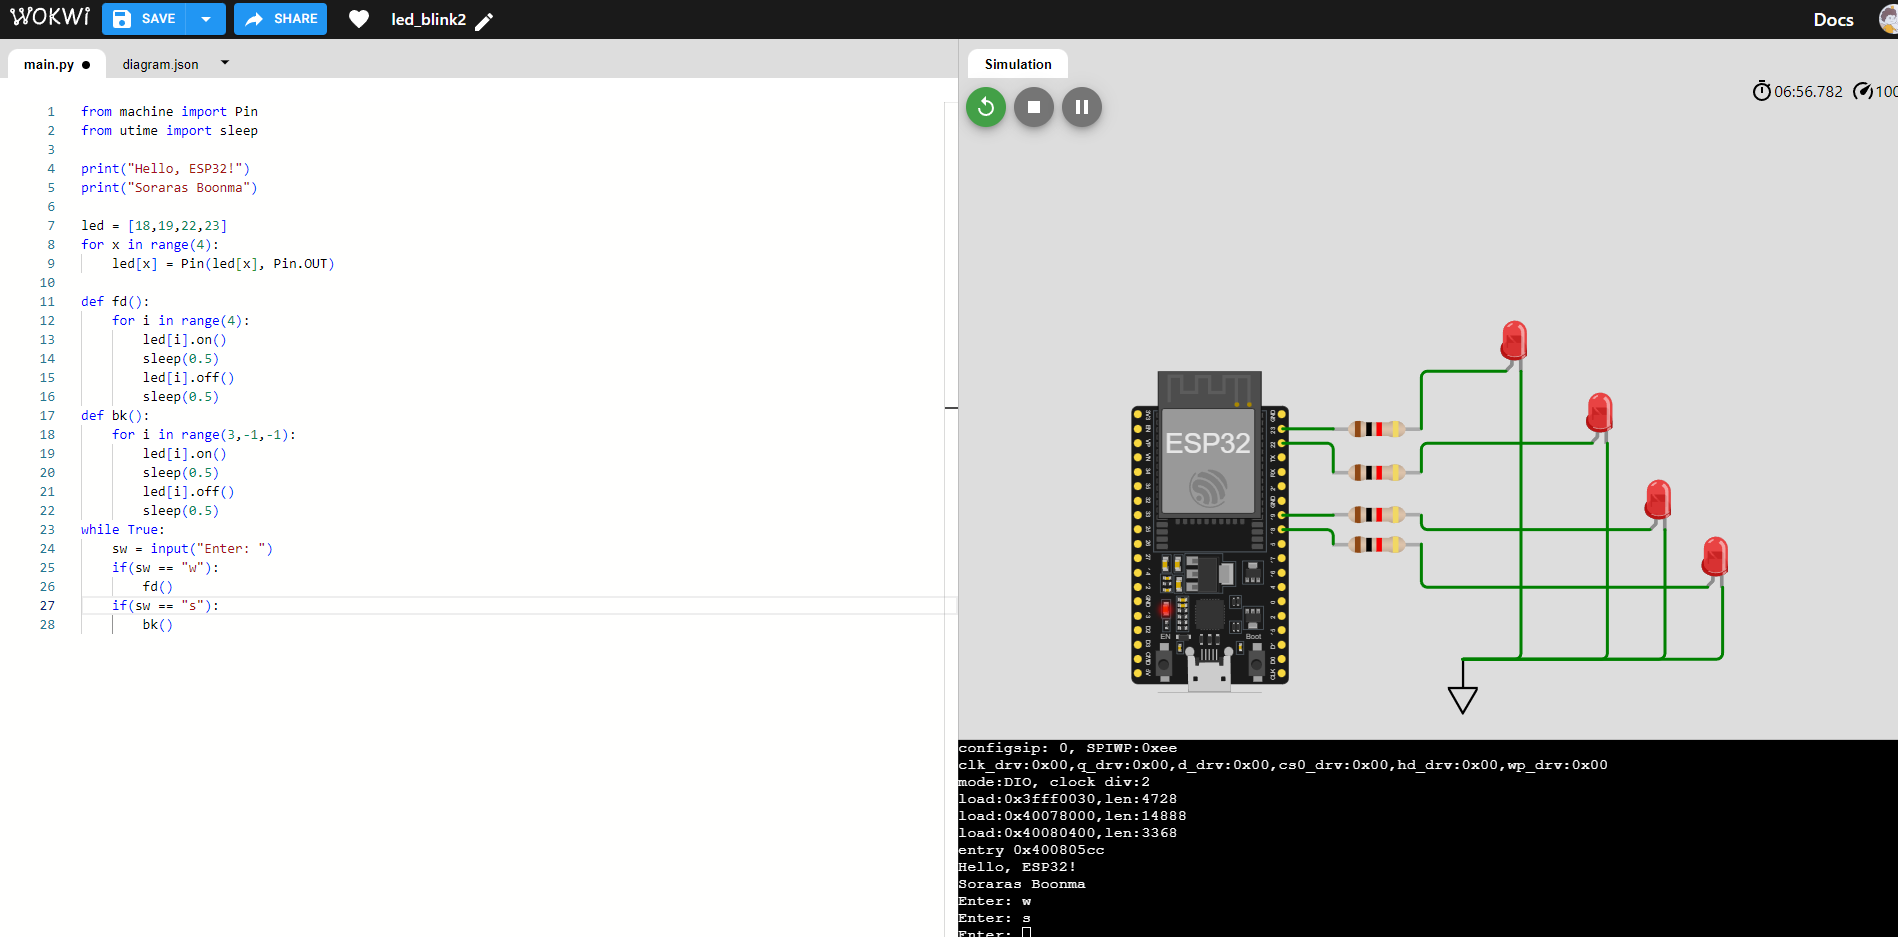 WOKWI SAVE SHARE led_blink2 Docs
main.py diagram.json
Simulation
06:56.782 100
1 from machine import Pin
2 from utime import sleep
3
4 print("Hello, ESP32!")
5 print("Soraras Boonma")
6
7 led = [18,19,22,23]
8 for x in range(4):
9 led[x] = Pin(led[x], Pin.OUT)
10
11 def fd():
12 for i in range(4):
13 led[i].on()
14 sleep(0.5)
15 led[i].off()
16 sleep(0.5)
17 def bk():
18 for i in range(3,-1,-1):
19 led[i].on()
20 sleep(0.5)
21 led[i].off()
22 sleep(0.5)
23 while True:
24 sw = input("Enter: ")
25 if(sw == "w"):
26 fd()
27 if(sw == "s"):
28 bk()
ESP32
EN Boot
configsip: 0, SPIWP:0xee
clk_drv:0x00,q_drv:0x00,d_drv:0x00,cs0_drv:0x00,hd_drv:0x00,wp_drv:0x00
mode:DIO, clock div:2
load:0x3fff0030,len:4728
load:0x40078000,len:14888
load:0x40080400,len:3368
entry 0x400805cc
Hello, ESP32!
Soraras Boonma
Enter: w
Enter: s
Enter: